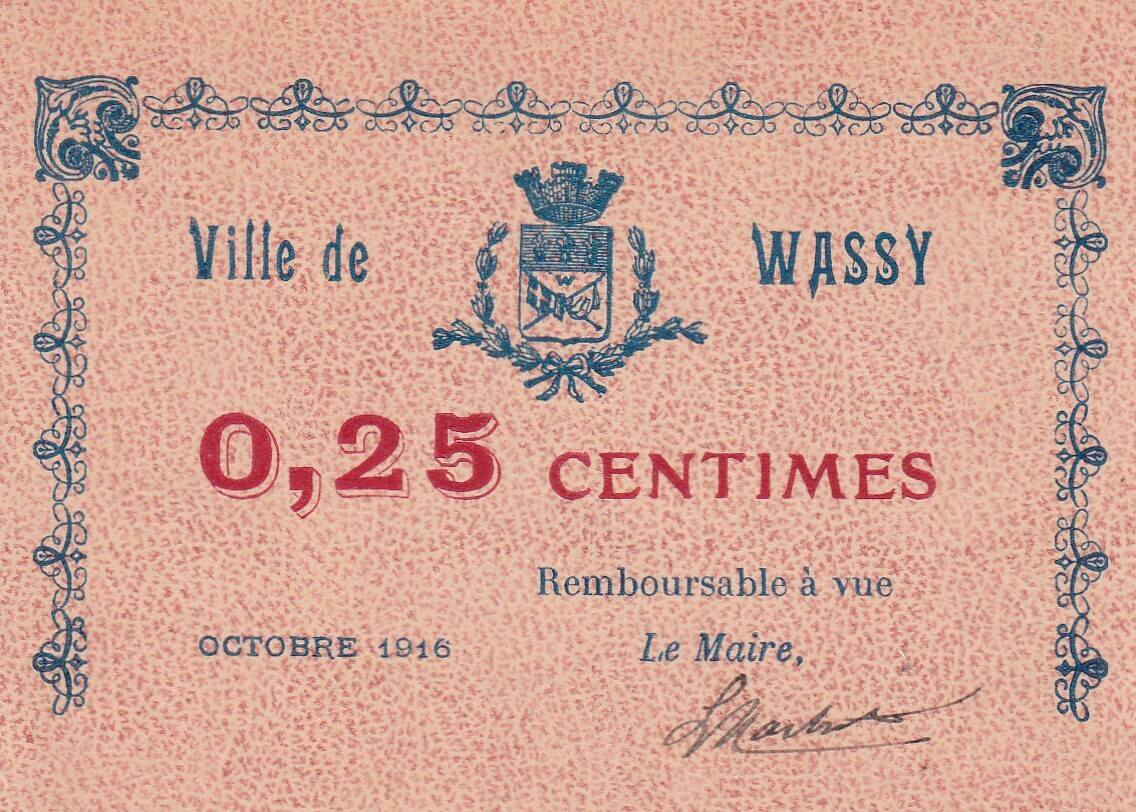 Ville de WASSY
W
0,25 CENTIMES
Remboursable à vue
OCTOBRE 1916 Le Maire,